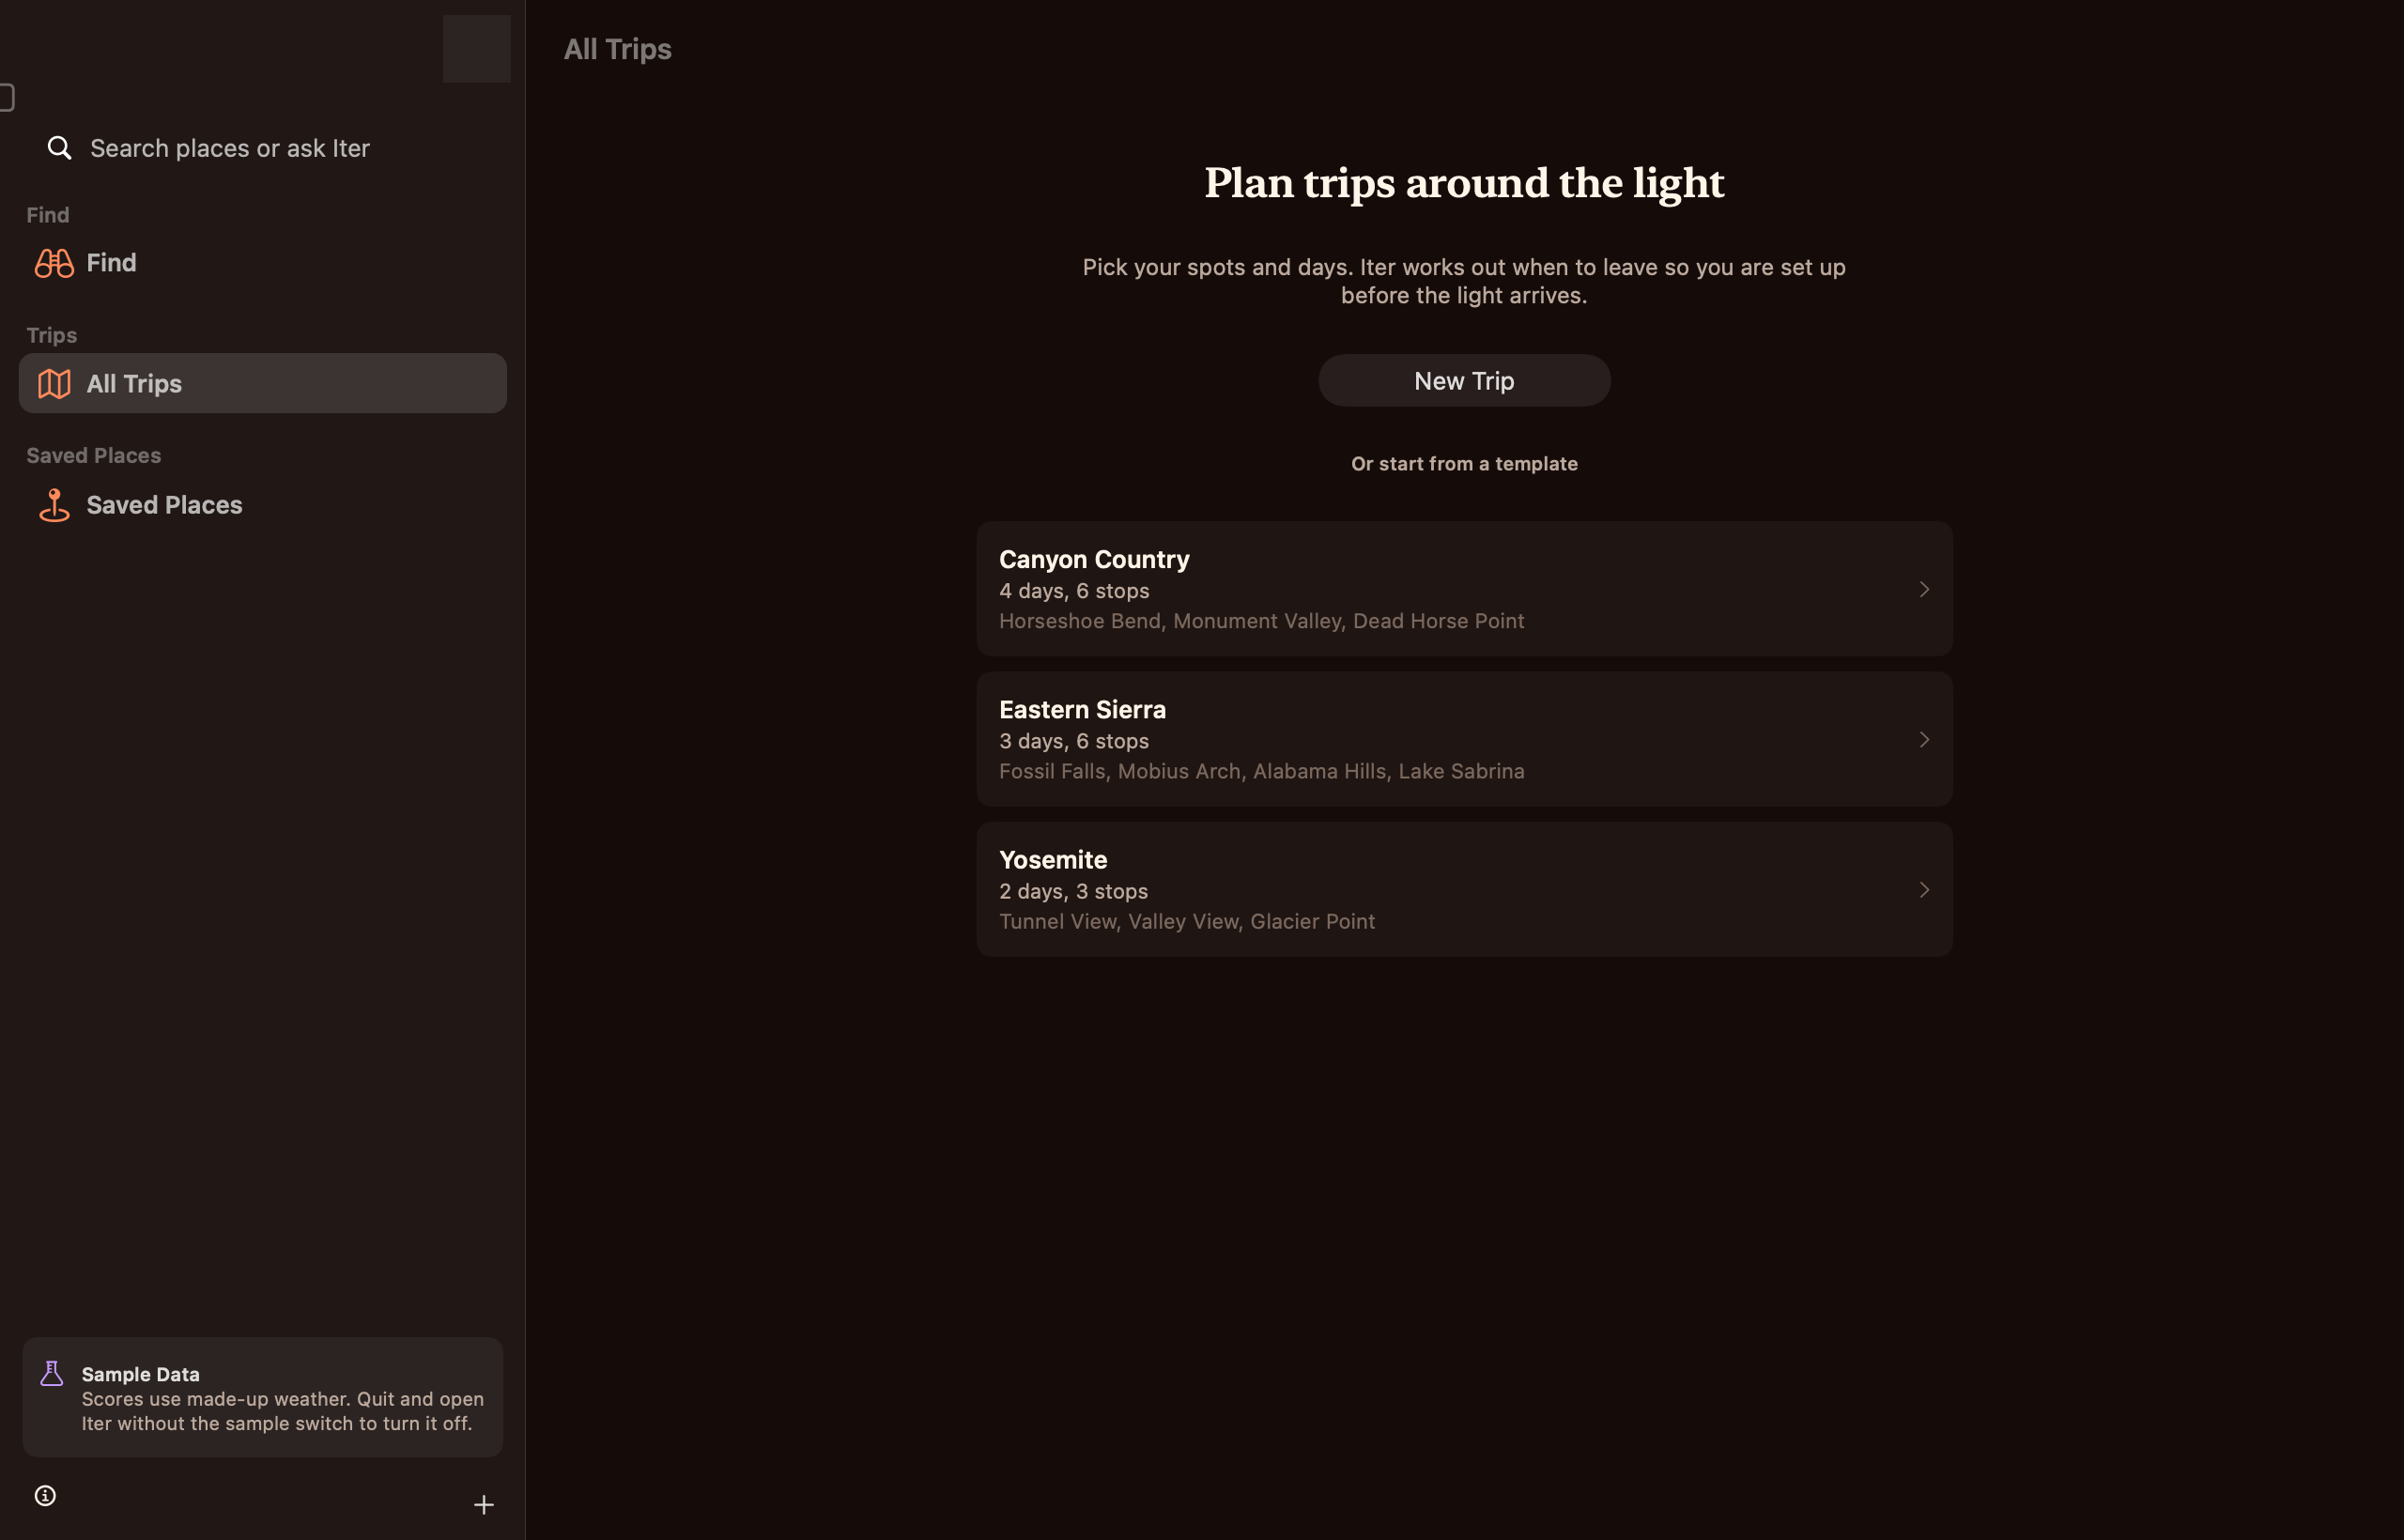 All Trips
Search places or ask Iter
Find
Find
Trips
All Trips
Saved Places
Saved Places
Sample Data
Scores use made-up weather. Quit and open
Iter without the sample switch to turn it off.
Plan trips around the light
Pick your spots and days. Iter works out when to leave so you are set up
before the light arrives.
New Trip
Or start from a template
Canyon Country
4 days, 6 stops
Horseshoe Bend, Monument Valley, Dead Horse Point
Eastern Sierra
3 days, 6 stops
Fossil Falls, Mobius Arch, Alabama Hills, Lake Sabrina
Yosemite
2 days, 3 stops
Tunnel View, Valley View, Glacier Point